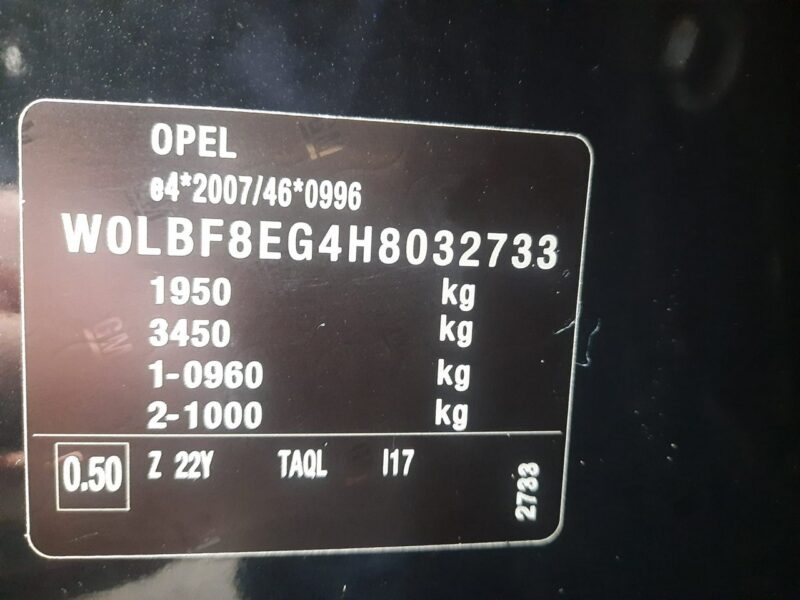 OPEL
e4*2007/46*0996
W0LBF8EG4H8032733
1950 kg
3450 kg
1-0960 kg
2-1000 kg
0.50 Z 22Y TAQL I17
2733